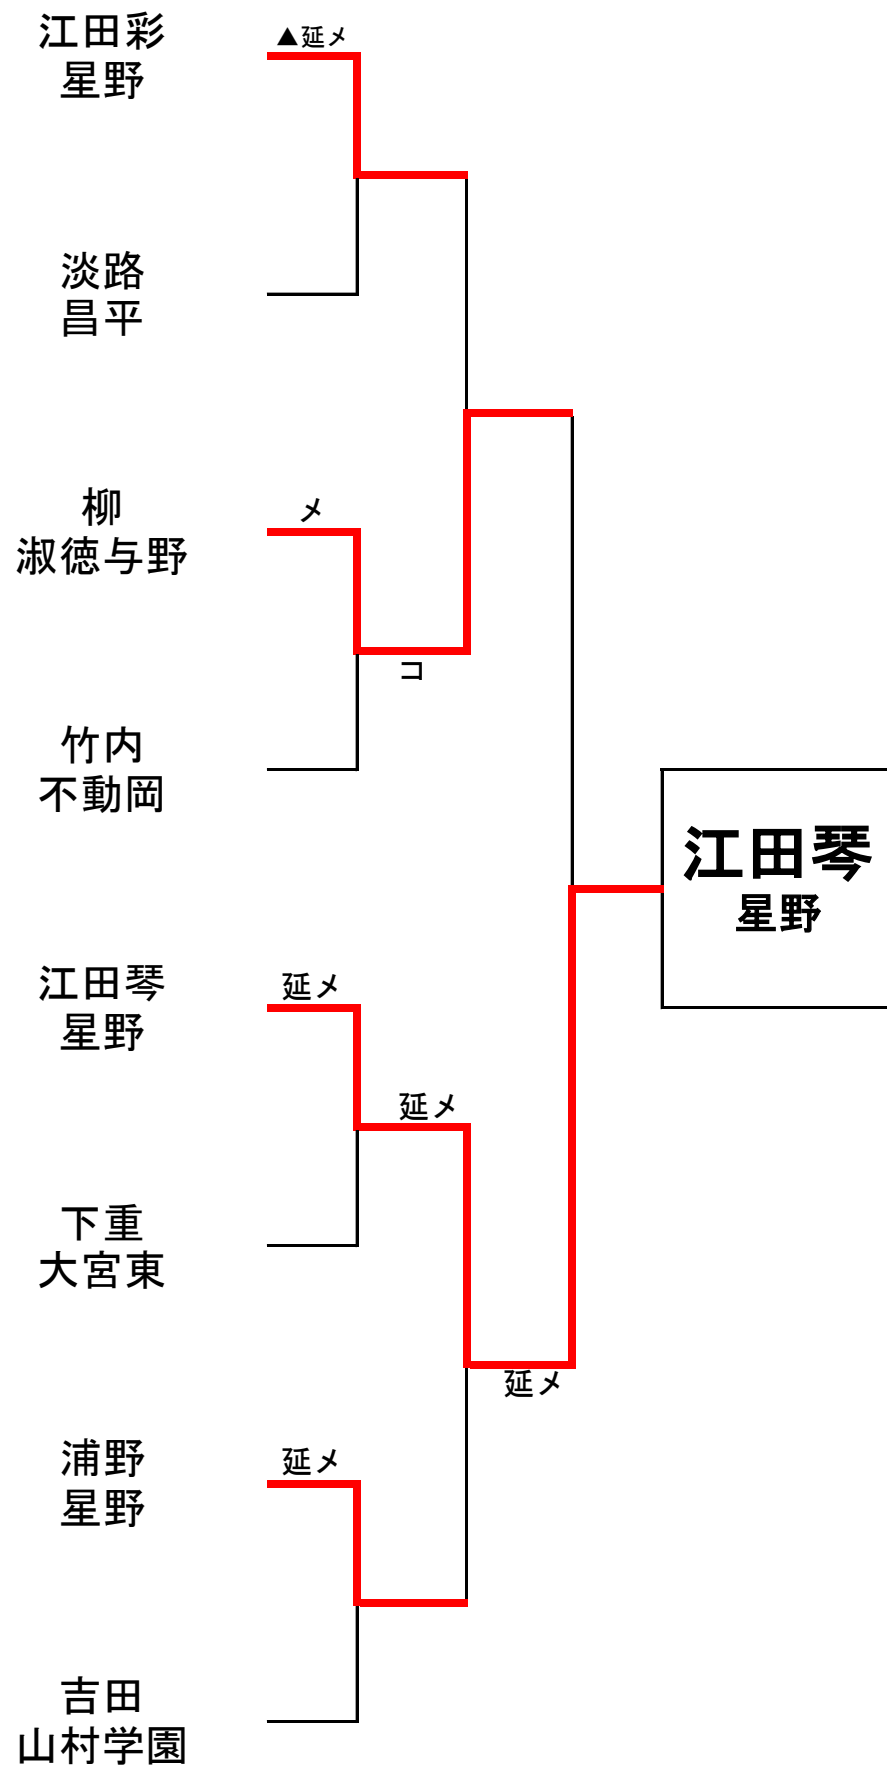 江田彩
星野
▲延メ
淡路
昌平
柳
淑徳与野
メ
コ
竹内
不動岡
江田琴
星野
江田琴
星野
延メ
延メ
下重
大宮東
延メ
浦野
星野
延メ
吉田
山村学園